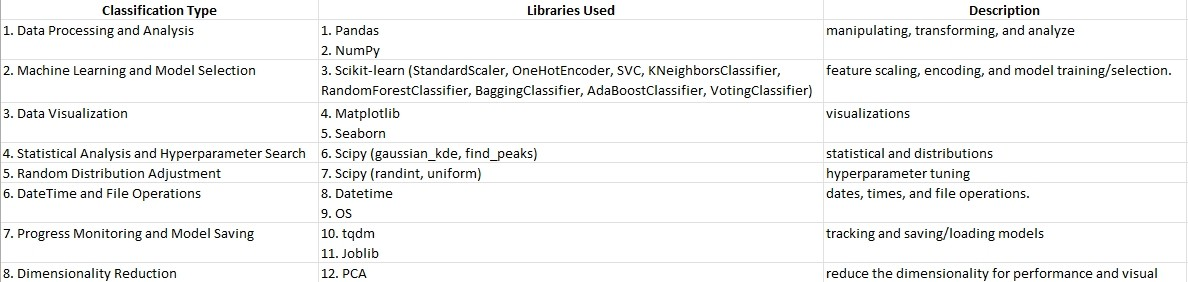 Classification Type Libraries Used Description
1. Data Processing and Analysis 1. Pandas manipulating, transforming, and analyze
2. NumPy
2. Machine Learning and Model Selection 3. Scikit-learn (StandardScaler, OneHotEncoder, SVC, KNeighborsClassifier, feature scaling, encoding, and model training/selection.
RandomForestClassifier, BaggingClassifier, AdaBoostClassifier, VotingClassifier)
3. Data Visualization 4. Matplotlib visualizations
5. Seaborn
4. Statistical Analysis and Hyperparameter Search 6. Scipy (gaussian_kde, find_peaks) statistical and distributions
5. Random Distribution Adjustment 7. Scipy (randint, uniform) hyperparameter tuning
6. DateTime and File Operations 8. Datetime dates, times, and file operations.
9. OS
7. Progress Monitoring and Model Saving 10. tqdm tracking and saving/loading models
11. Joblib
8. Dimensionality Reduction 12. PCA reduce the dimensionality for performance and visual